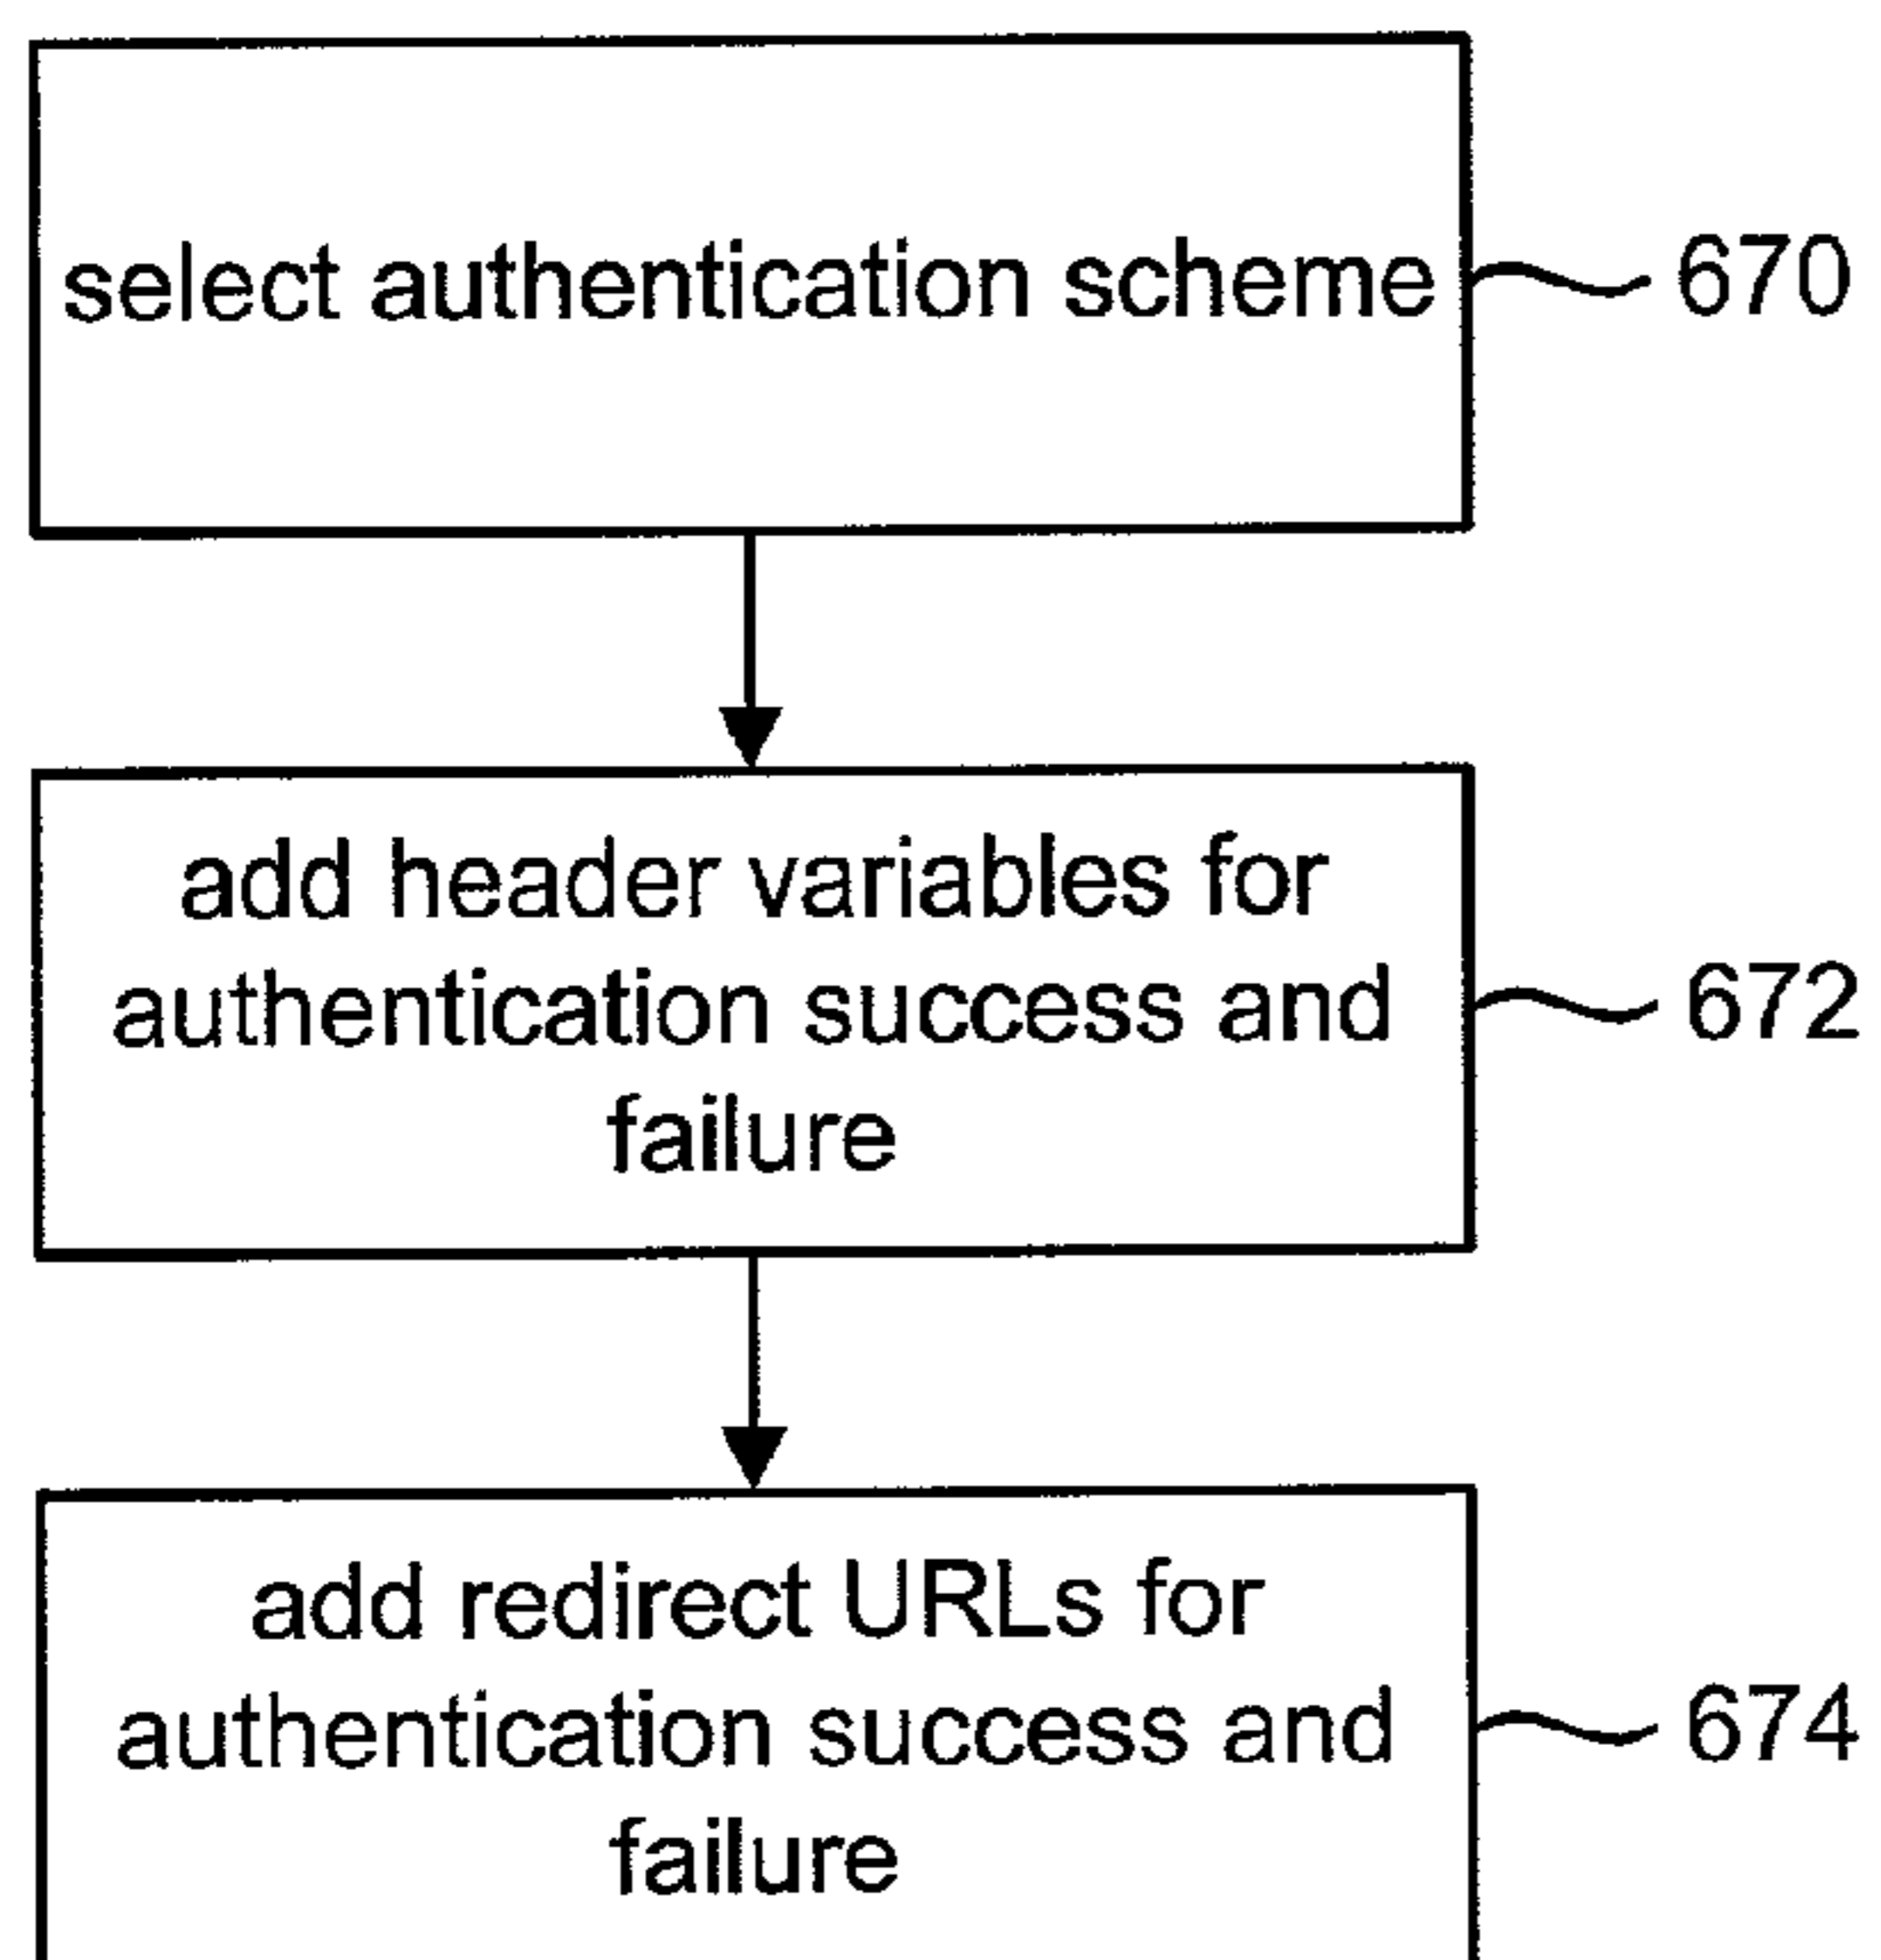 select authentication scheme
670
add header variables for
authentication success and
failure
672
add redirect URLs for
authentication success and
failure
674